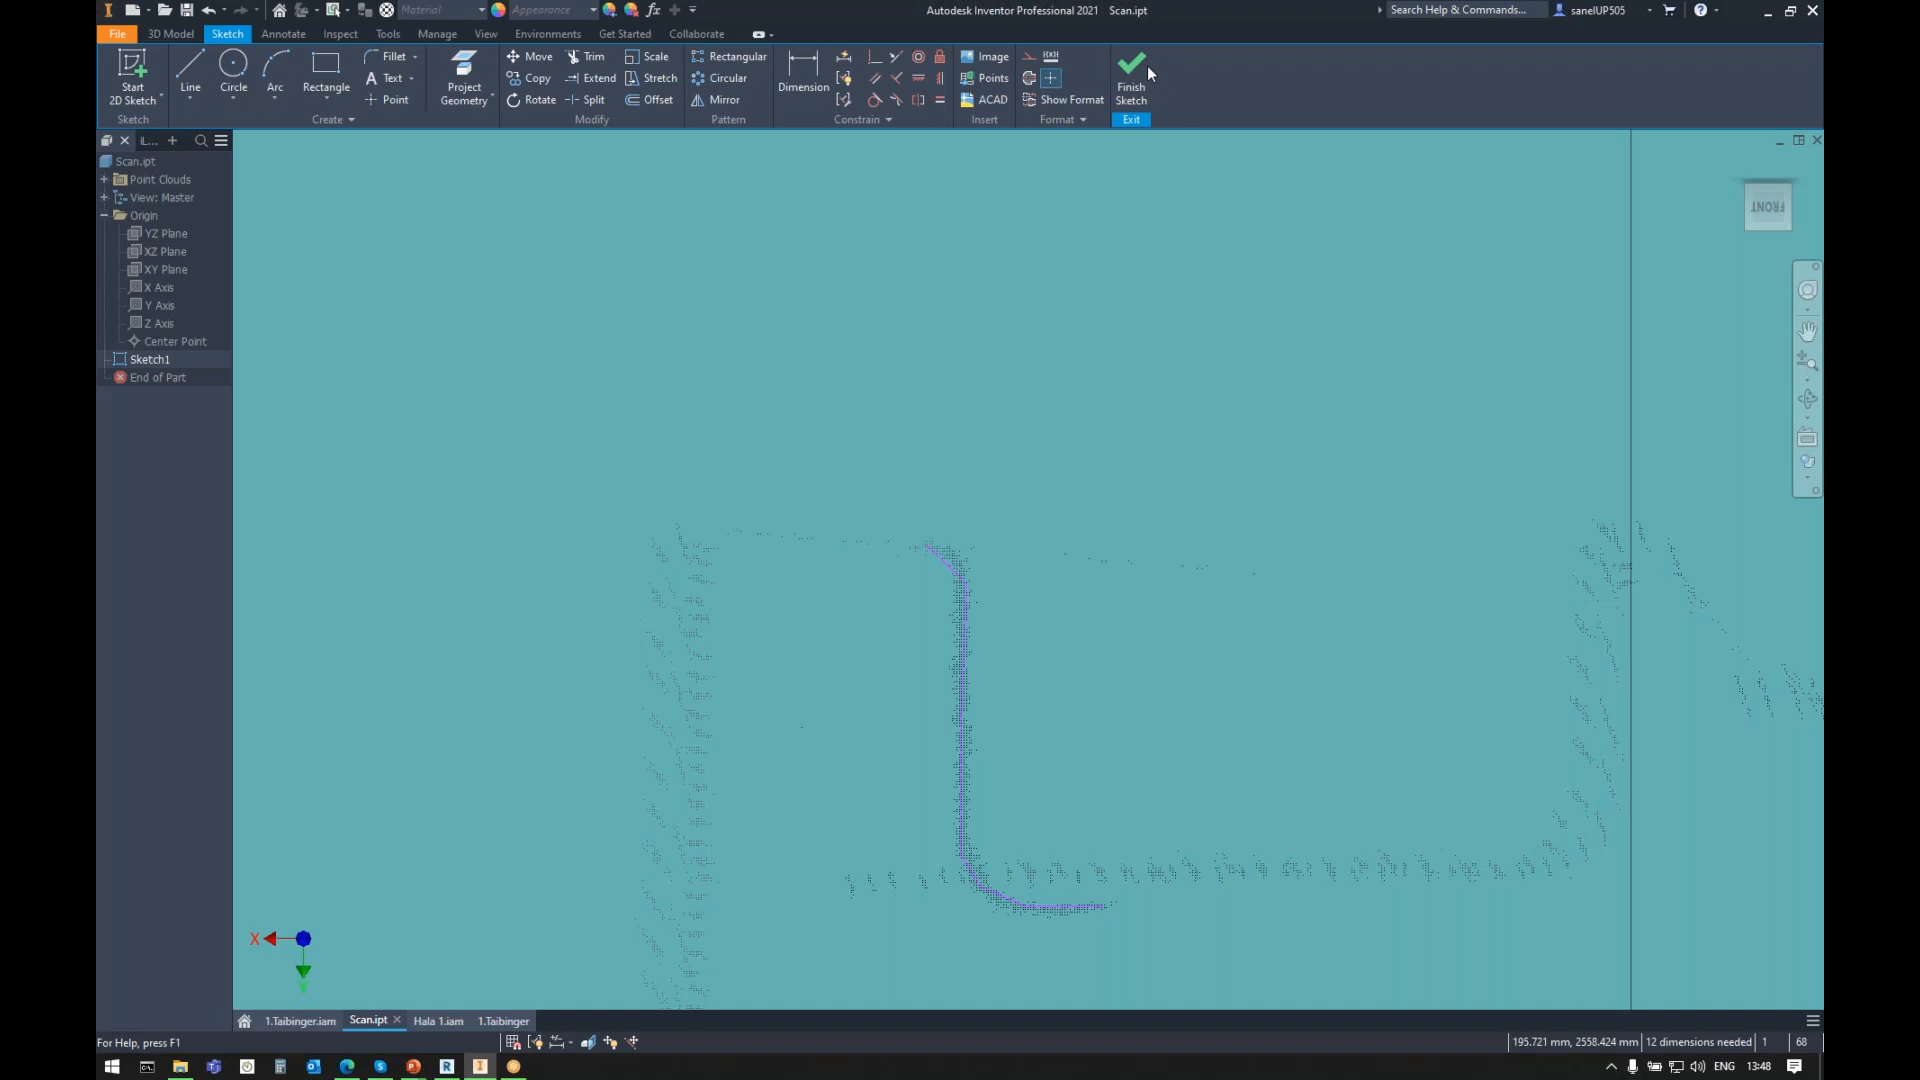 Material
Appearance
fx
Autodesk Inventor Professional 2021 Scan.ipt
Search Help & Commands...
sanelUP505
File
3D Model
Sketch
Annotate
Inspect
Tools
Manage
View
Environments
Get Started
Collaborate
Start
2D Sketch
Line
Circle
Arc
Rectangle
Fillet
Text
Point
Project
Geometry
Move
Copy
Rotate
Trim
Extend
Split
Scale
Stretch
Offset
Rectangular
Circular
Mirror
Dimension
Image
Points
ACAD
Show Format
Finish
Sketch
Sketch
Create
Modify
Pattern
Constrain
Insert
Format
Exit
Scan.ipt
Point Clouds
View: Master
Origin
YZ Plane
XZ Plane
XY Plane
X Axis
Y Axis
Z Axis
Center Point
Sketch1
End of Part
FRONT
X
Y
1.Taibinger.iam
Scan.ipt
Hala 1.iam
1.Taibinger
For Help, press F1
195.721 mm, 2558.424 mm
12 dimensions needed
1
68
ENG
13:48